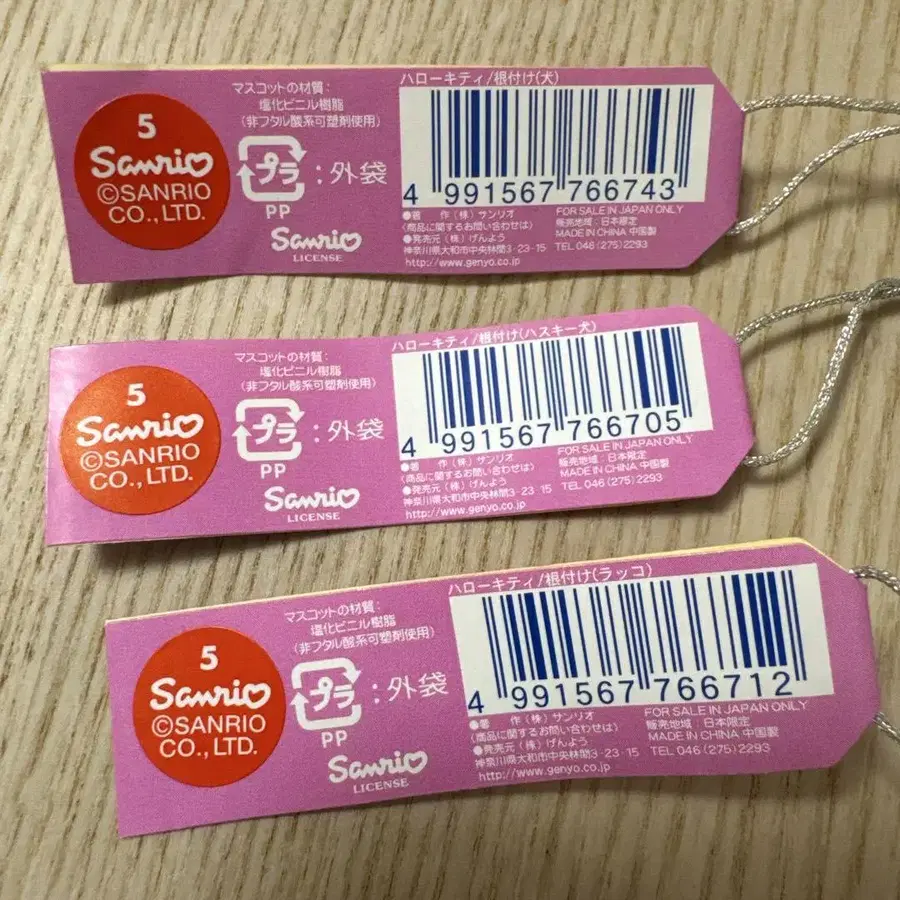 5
Sanrio
©SANRIO
CO.,LTD.
マスコットの材質:
塩化ビニル樹脂
(非フタル酸系可塑剤使用)
プラ:外袋
PP
Sanrio
LICENSE
ハローキティ/根付け(犬)
4 991567 766743
●著 作(株)サンリオ
(商品に関するお問い合わせは)
●発売元(株)げんよう
神奈川県大和市中央林間3-23-15
http://www.genyo.co.jp
FOR SALE IN JAPAN ONLY
販売地域:日本限定
MADE IN CHINA 中国製
TEL 046(275)2293
5
Sanrio
©SANRIO
CO.,LTD.
マスコットの材質:
塩化ビニル樹脂
(非フタル酸系可塑剤使用)
プラ:外袋
PP
Sanrio
LICENSE
ハローキティ/根付け(ハスキー犬)
4 991567 766705
●著 作(株)サンリオ
(商品に関するお問い合わせは)
●発売元(株)げんよう
神奈川県大和市中央林間3-23-15
http://www.genyo.co.jp
FOR SALE IN JAPAN ONLY
販売地域:日本限定
MADE IN CHINA 中国製
TEL 046(275)2293
5
Sanrio
©SANRIO
CO.,LTD.
マスコットの材質:
塩化ビニル樹脂
(非フタル酸系可塑剤使用)
プラ:外袋
PP
Sanrio
LICENSE
ハローキティ/根付け(ラッコ)
4 991567 766712
●著 作(株)サンリオ
(商品に関するお問い合わせは)
●発売元(株)げんよう
神奈川県大和市中央林間3-23-15
http://www.genyo.co.jp
FOR SALE IN JAPAN ONLY
販売地域:日本限定
MADE IN CHINA 中国製
TEL 046(275)2293